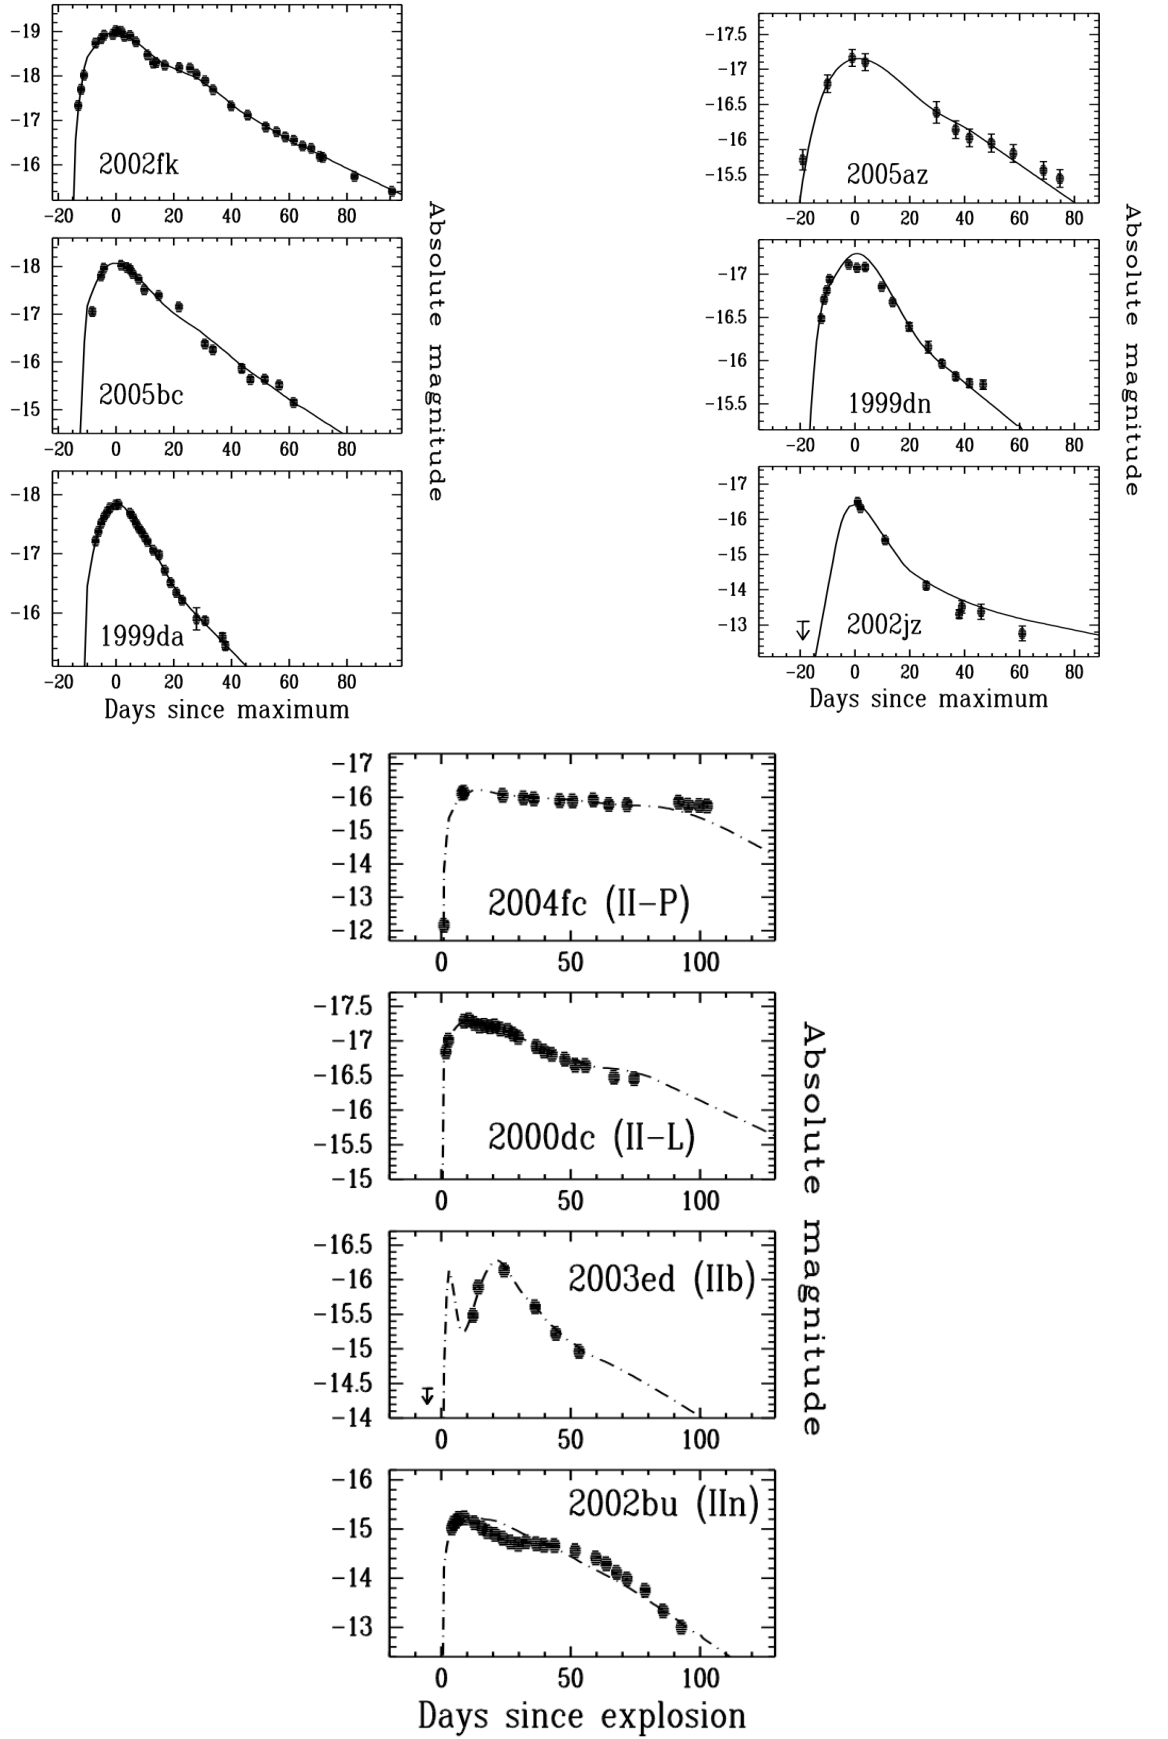 -19
-18
-17
-16
2002fk
-20 0 20 40 60 80
-18
-17
-16
-15
2005bc
-20 0 20 40 60 80
-18
-17
-16
1999da
-20 0 20 40 60 80
Days since maximum
Absolute magnitude
-17.5
-17
-16.5
-16
-15.5
2005az
-20 0 20 40 60 80
-17
-16.5
-16
-15.5
1999dn
-20 0 20 40 60 80
-17
-16
-15
-14
-13
2002jz
-20 0 20 40 60 80
Days since maximum
Absolute magnitude
-17
-16
-15
-14
-13
-12
2004fc (II-P)
0 50 100
-17.5
-17
-16.5
-16
-15.5
-15
2000dc (II-L)
0 50 100
-16.5
-16
-15.5
-15
-14.5
-14
2003ed (IIb)
0 50 100
-16
-15
-14
-13
2002bu (IIn)
0 50 100
Days since explosion
Absolute magnitude